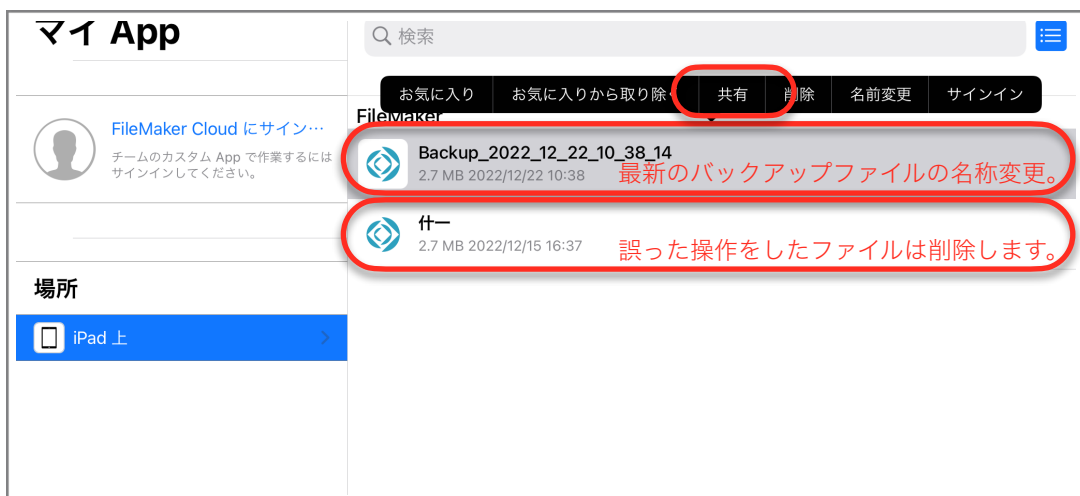 マイ App
検索
お気に入り お気に入りから取り除く 共有 削除 名前変更 サインイン
FileMaker Cloud にサイン…
チームのカスタム App で作業するには
サインインしてください。
FileMaker
Backup_2022_12_22_10_38_14
2.7 MB 2022/12/22 10:38
最新のバックアップファイルの名称変更。
什一
2.7 MB 2022/12/15 16:37
誤った操作をしたファイルは削除します。
場所
iPad 上